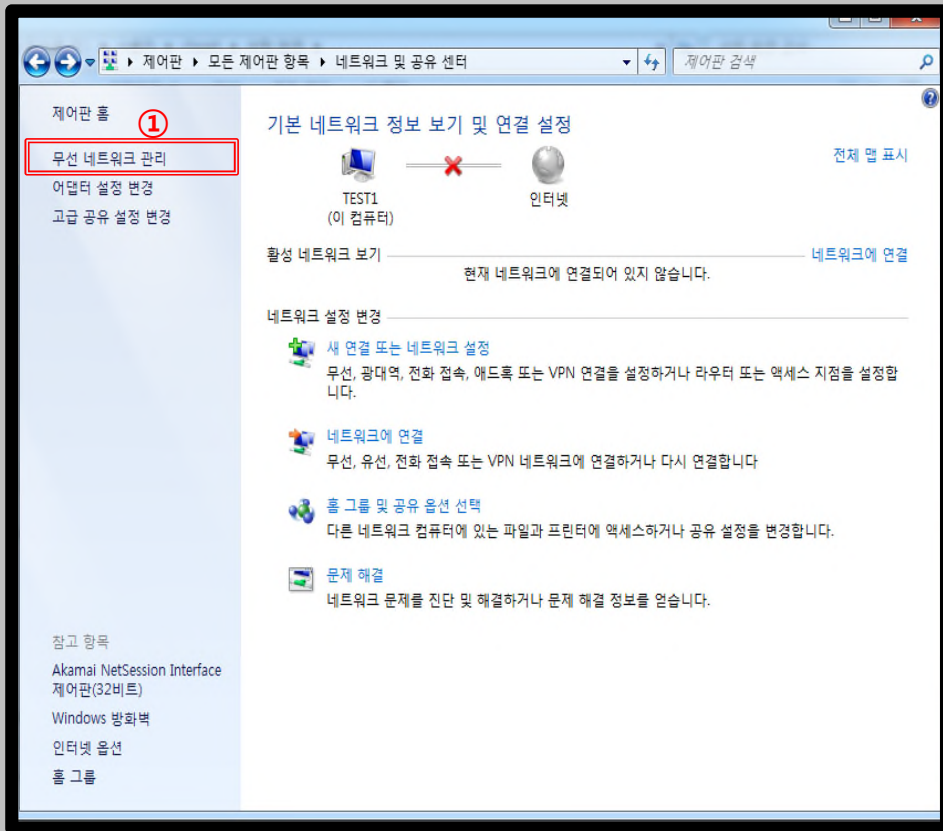 제어판 ▸ 모든 제어판 항목 ▸ 네트워크 및 공유 센터
제어판 검색
제어판 홈
①
무선 네트워크 관리
어댑터 설정 변경
고급 공유 설정 변경
기본 네트워크 정보 보기 및 연결 설정
전체 맵 표시
TEST1
(이 컴퓨터)
인터넷
활성 네트워크 보기
네트워크에 연결
현재 네트워크에 연결되어 있지 않습니다.
네트워크 설정 변경
새 연결 또는 네트워크 설정
무선, 광대역, 전화 접속, 애드혹 또는 VPN 연결을 설정하거나 라우터 또는 액세스 지점을 설정합
니다.
네트워크에 연결
무선, 유선, 전화 접속 또는 VPN 네트워크에 연결하거나 다시 연결합니다
홈 그룹 및 공유 옵션 선택
다른 네트워크 컴퓨터에 있는 파일과 프린터에 액세스하거나 공유 설정을 변경합니다.
문제 해결
네트워크 문제를 진단 및 해결하거나 문제 해결 정보를 얻습니다.
참고 항목
Akamai NetSession Interface
제어판(32비트)
Windows 방화벽
인터넷 옵션
홈 그룹